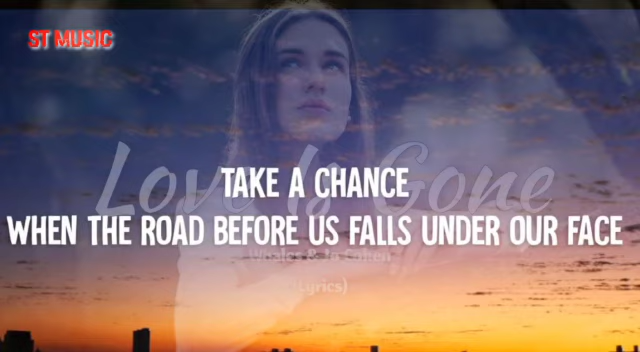 ST MUSIC
Love Is Gone
TAKE A CHANCE
WHEN THE ROAD BEFORE US FALLS UNDER OUR FACE
Lyrics)